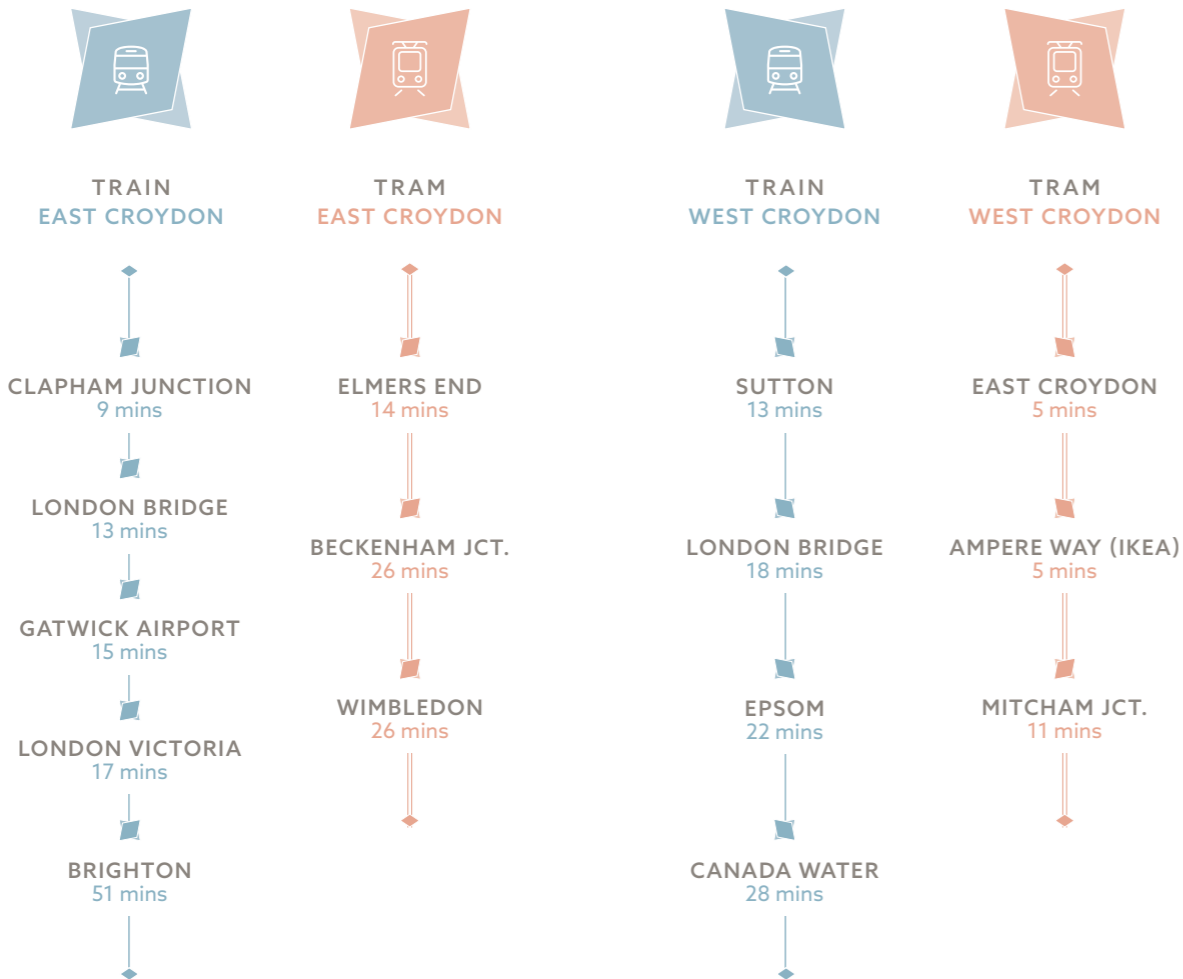 TRAIN
EAST CROYDON
CLAPHAM JUNCTION
9 mins
LONDON BRIDGE
13 mins
GATWICK AIRPORT
15 mins
LONDON VICTORIA
17 mins
BRIGHTON
51 mins
TRAM
EAST CROYDON
ELMERS END
14 mins
BECKENHAM JCT.
26 mins
WIMBLEDON
26 mins
TRAIN
WEST CROYDON
SUTTON
13 mins
LONDON BRIDGE
18 mins
EPSOM
22 mins
CANADA WATER
28 mins
TRAM
WEST CROYDON
EAST CROYDON
5 mins
AMPERE WAY (IKEA)
5 mins
MITCHAM JCT.
11 mins